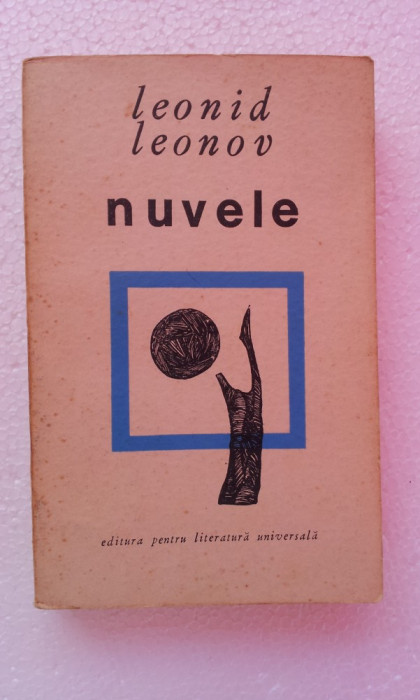 leonid
leonov
nuvele
editura pentru literatură universală